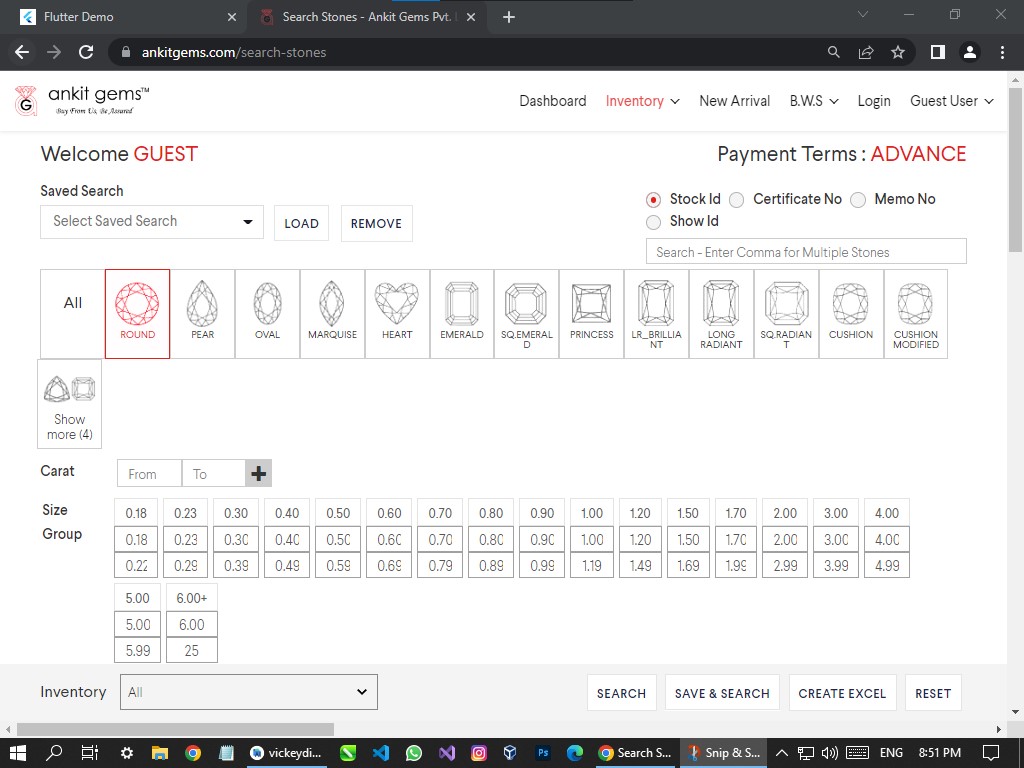 Flutter Demo
Search Stones - Ankit Gems Pvt.
ankitgems.com/search-stones
ankit gems™
Buy From Us, Be Assured
Dashboard Inventory New Arrival B.W.S Login Guest User
Welcome GUEST
Payment Terms : ADVANCE
Saved Search
Select Saved Search LOAD REMOVE
Stock Id Certificate No Memo No
Show Id
Search - Enter Comma for Multiple Stones
All
ROUND PEAR OVAL MARQUISE HEART EMERALD SQ.EMERAL
D PRINCESS LR_BRILLIA
NT LONG
RADIANT SQ.RADIAN
T CUSHION CUSHION
MODIFIED
Show
more (4)
Carat From To
Size
Group
0.18 0.23 0.30 0.40 0.50 0.60 0.70 0.80 0.90 1.00 1.20 1.50 1.70 2.00 3.00 4.00
0.18 0.23 0.30 0.40 0.50 0.60 0.70 0.80 0.90 1.00 1.20 1.50 1.70 2.00 3.00 4.00
0.22 0.29 0.39 0.49 0.59 0.69 0.79 0.89 0.99 1.19 1.49 1.69 1.99 2.99 3.99 4.99
5.00 6.00+
5.00 6.00
5.99 25
Inventory All SEARCH SAVE & SEARCH CREATE EXCEL RESET
vickeydi... Search S... Snip & S... ENG 8:51 PM